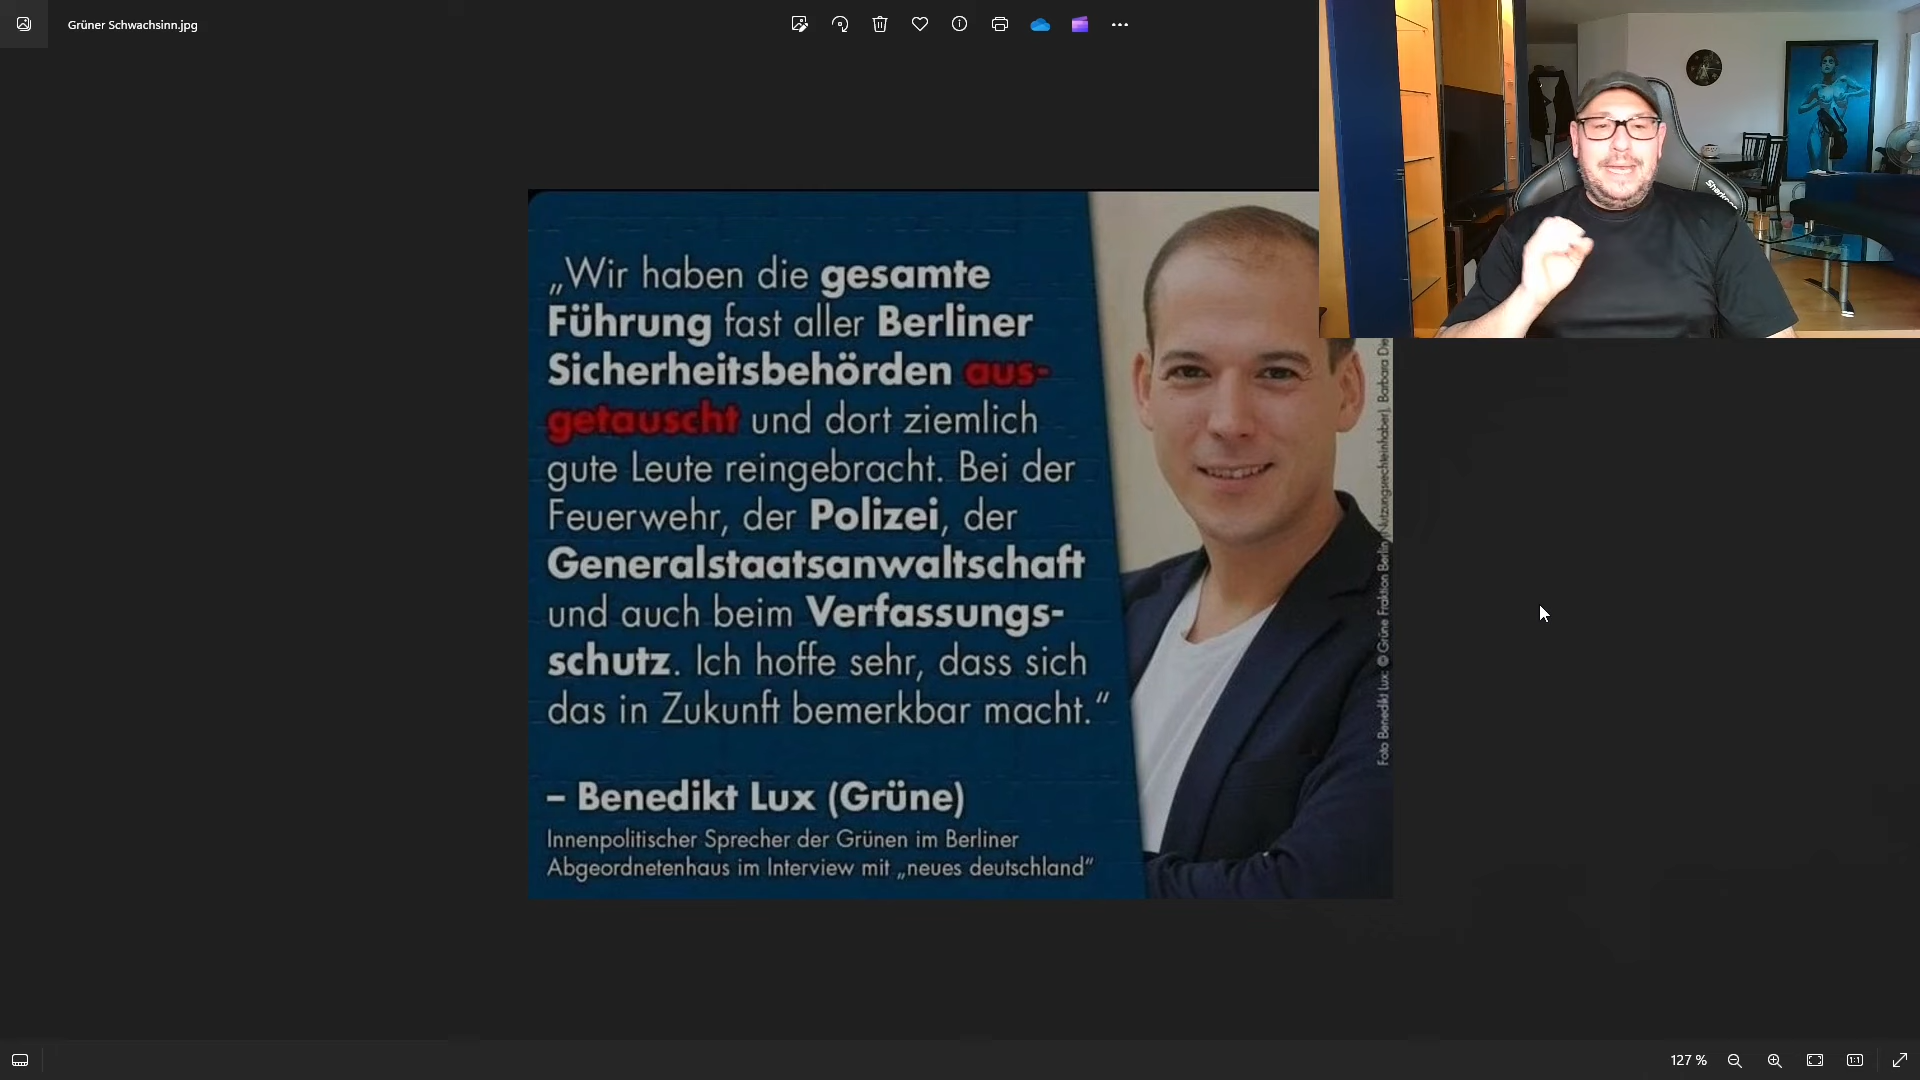 Grüner Schwachsinn.jpg
„Wir haben die gesamte
Führung fast aller Berliner
Sicherheitsbehörden aus-
getauscht und dort ziemlich
gute Leute reingebracht. Bei der
Feuerwehr, der Polizei, der
Generalstaatsanwaltschaft
und auch beim Verfassungs-
schutz. Ich hoffe sehr, dass sich
das in Zukunft bemerkbar macht.“
– Benedikt Lux (Grüne)
Innenpolitischer Sprecher der Grünen im Berliner
Abgeordnetenhaus im Interview mit „neues deutschland“
Foto Benedikt Lux: © Grüne Fraktion Berlin (Nutzungsrechteinhaber), Barbara Die
127 %